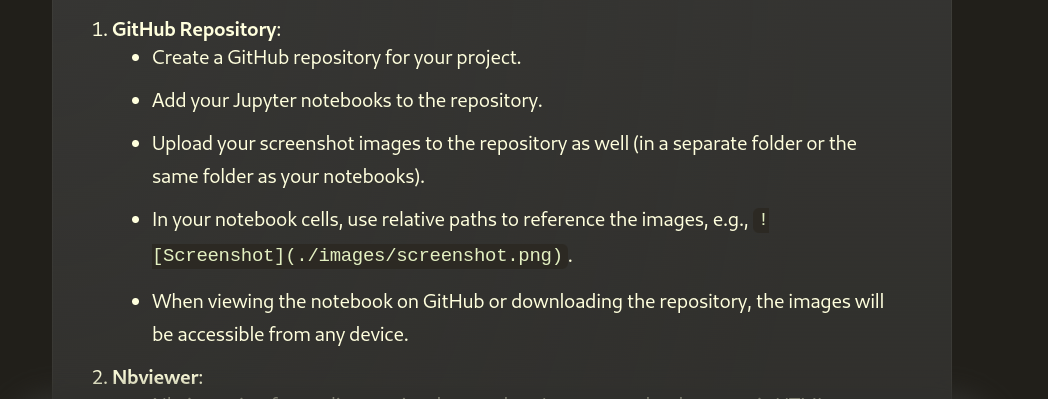 1. GitHub Repository:
• Create a GitHub repository for your project.
• Add your Jupyter notebooks to the repository.
• Upload your screenshot images to the repository as well (in a separate folder or the
same folder as your notebooks).
• In your notebook cells, use relative paths to reference the images, e.g., !
[Screenshot](./images/screenshot.png).
• When viewing the notebook on GitHub or downloading the repository, the images will
be accessible from any device.
2. Nbviewer: